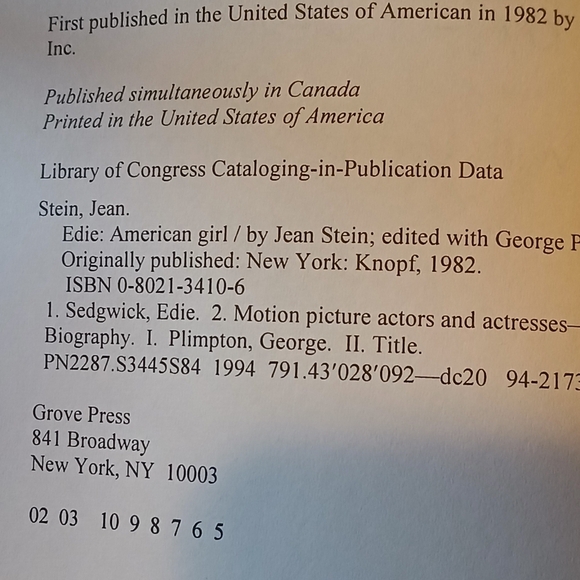 First published in the United States of American in 1982 by
Inc.
Published simultaneously in Canada
Printed in the United States of America
Library of Congress Cataloging-in-Publication Data
Stein, Jean.
Edie: American girl / by Jean Stein; edited with George P
Originally published: New York: Knopf, 1982.
ISBN 0-8021-3410-6
1. Sedgwick, Edie. 2. Motion picture actors and actresses—
Biography. I. Plimpton, George. II. Title.
PN2287.S3445S84 1994 791.43′028′092—dc20 94-2173
Grove Press
841 Broadway
New York, NY 10003
02 03 10 9 8 7 6 5